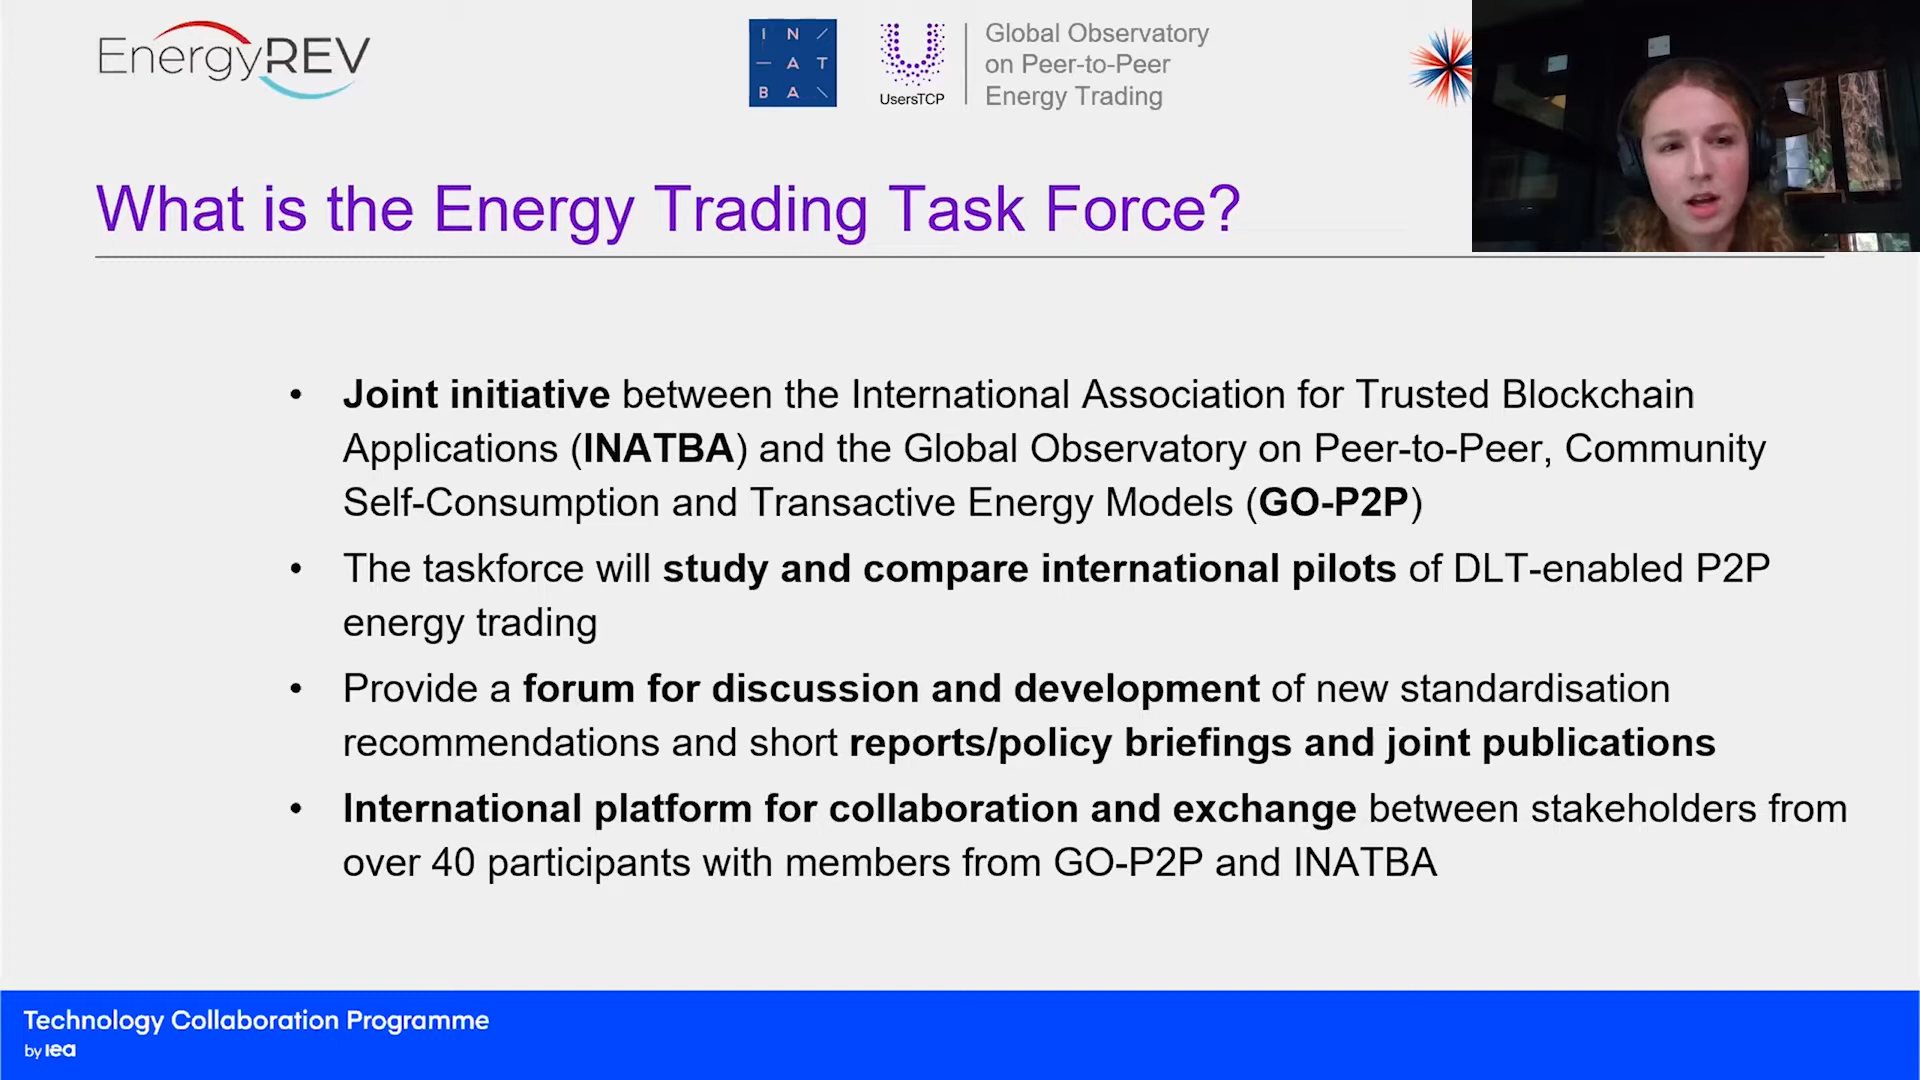 EnergyREV
I N /
— A T
B A \
UsersTCP
Global Observatory
on Peer-to-Peer
Energy Trading
What is the Energy Trading Task Force?
• Joint initiative between the International Association for Trusted Blockchain
Applications (INATBA) and the Global Observatory on Peer-to-Peer, Community
Self-Consumption and Transactive Energy Models (GO-P2P)
• The taskforce will study and compare international pilots of DLT-enabled P2P
energy trading
• Provide a forum for discussion and development of new standardisation
recommendations and short reports/policy briefings and joint publications
• International platform for collaboration and exchange between stakeholders from
over 40 participants with members from GO-P2P and INATBA
Technology Collaboration Programme
by iea